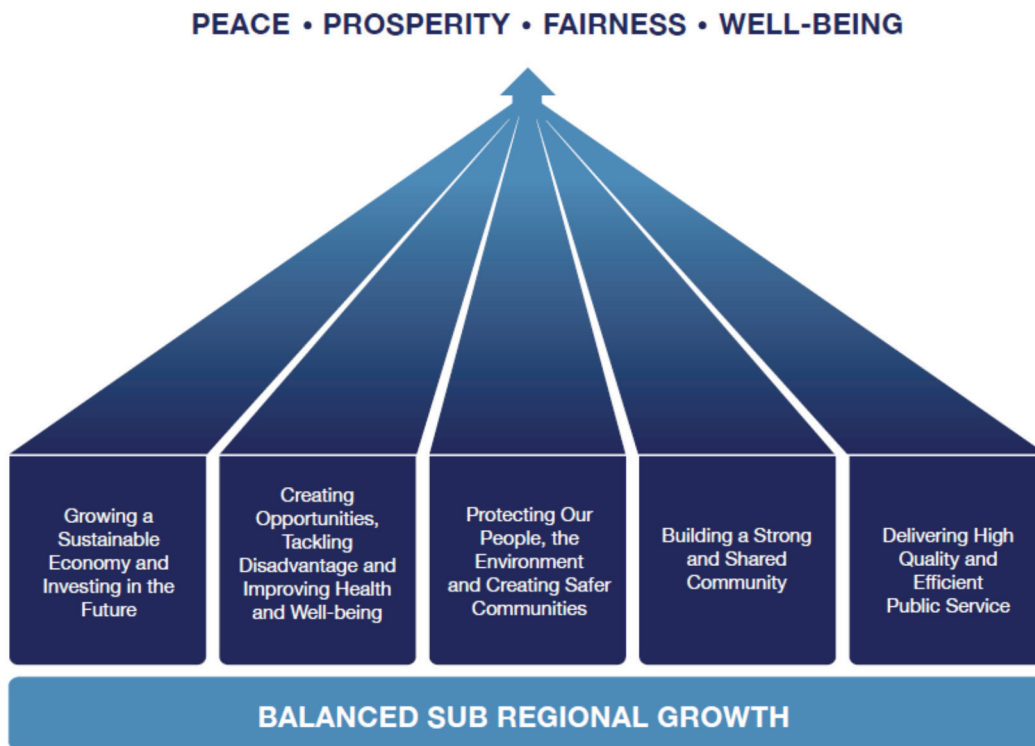 PEACE • PROSPERITY • FAIRNESS • WELL-BEING
Growing a
Sustainable
Economy and
Investing in the
Future
Creating
Opportunities,
Tackling
Disadvantage and
Improving Health
and Well-being
Protecting Our
People, the
Environment
and Creating Safer
Communities
Building a Strong
and Shared
Community
Delivering High
Quality and
Efficient
Public Service
BALANCED SUB REGIONAL GROWTH